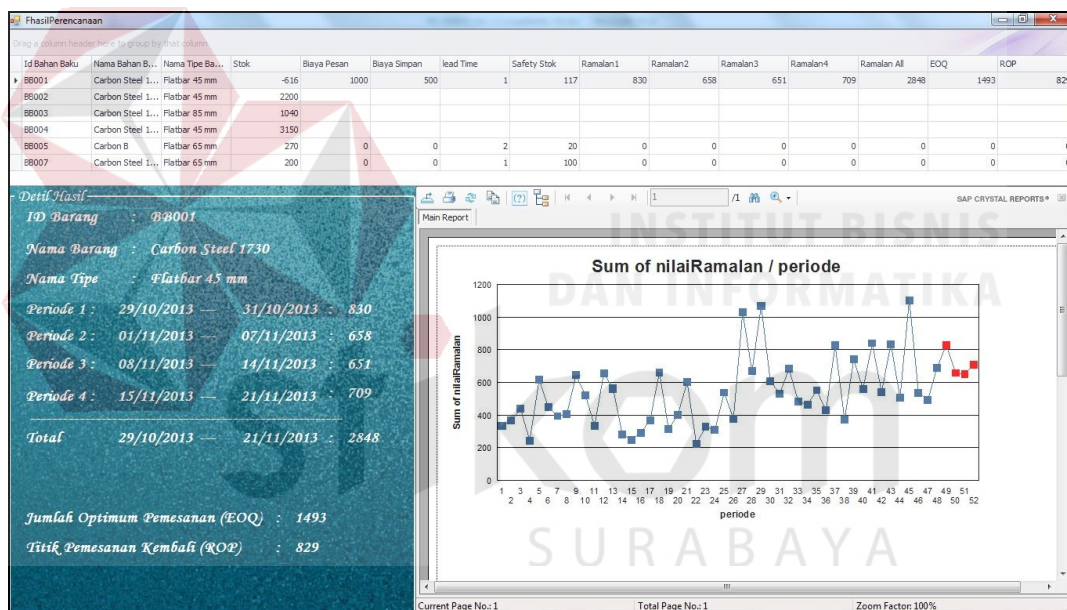 FhasilPerencanaan
Drag a column header here to group by that column
Id Bahan Baku Nama Bahan B... Nama Tipe Ba... Stok Biaya Pesan Biaya Simpan lead Time Safety Stok Ramalan1 Ramalan2 Ramalan3 Ramalan4 Ramalan All EOQ ROP
BB001 Carbon Steel 1... Flatbar 45 mm -616 1000 500 1 117 830 658 651 709 2848 1493 829
BB002 Carbon Steel 1... Flatbar 45 mm 2200
BB003 Carbon Steel 1... Flatbar 85 mm 1040
BB004 Carbon Steel 1... Flatbar 45 mm 3150
BB005 Carbon B Flatbar 65 mm 270 0 0 2 20 0 0 0 0 0 0
BB007 Carbon Steel 1... Flatbar 65 mm 200 0 0 1 100 0 0 0 0 0 0
Detil Hasil
ID Barang : BB001
Nama Barang : Carbon Steel 1730
Nama Tipe : Flatbar 45 mm
Periode 1 : 29/10/2013 — 31/10/2013 : 830
Periode 2 : 01/11/2013 — 07/11/2013 : 658
Periode 3 : 08/11/2013 — 14/11/2013 : 651
Periode 4 : 15/11/2013 — 21/11/2013 : 709
Total 29/10/2013 — 21/11/2013 : 2848
Jumlah Optimum Pemesanan (EOQ) : 1493
Titik Pemesanan Kembali (ROP) : 829
1 /1 SAP CRYSTAL REPORTS®
Main Report
INSTITUT BISNIS
DAN INFORMATIKA
stikom
SURABAYA
Sum of nilaiRamalan / periode
Sum of nilaiRamalan
1200
1000
800
600
400
200
0
1 3 5 7 9 11 13 15 17 19 21 23 25 27 29 31 33 35 37 39 41 43 45 47 49 51
2 4 6 8 10 12 14 16 18 20 22 24 26 28 30 32 34 36 38 40 42 44 46 48 50 52
periode
Current Page No.: 1 Total Page No.: 1 Zoom Factor: 100%